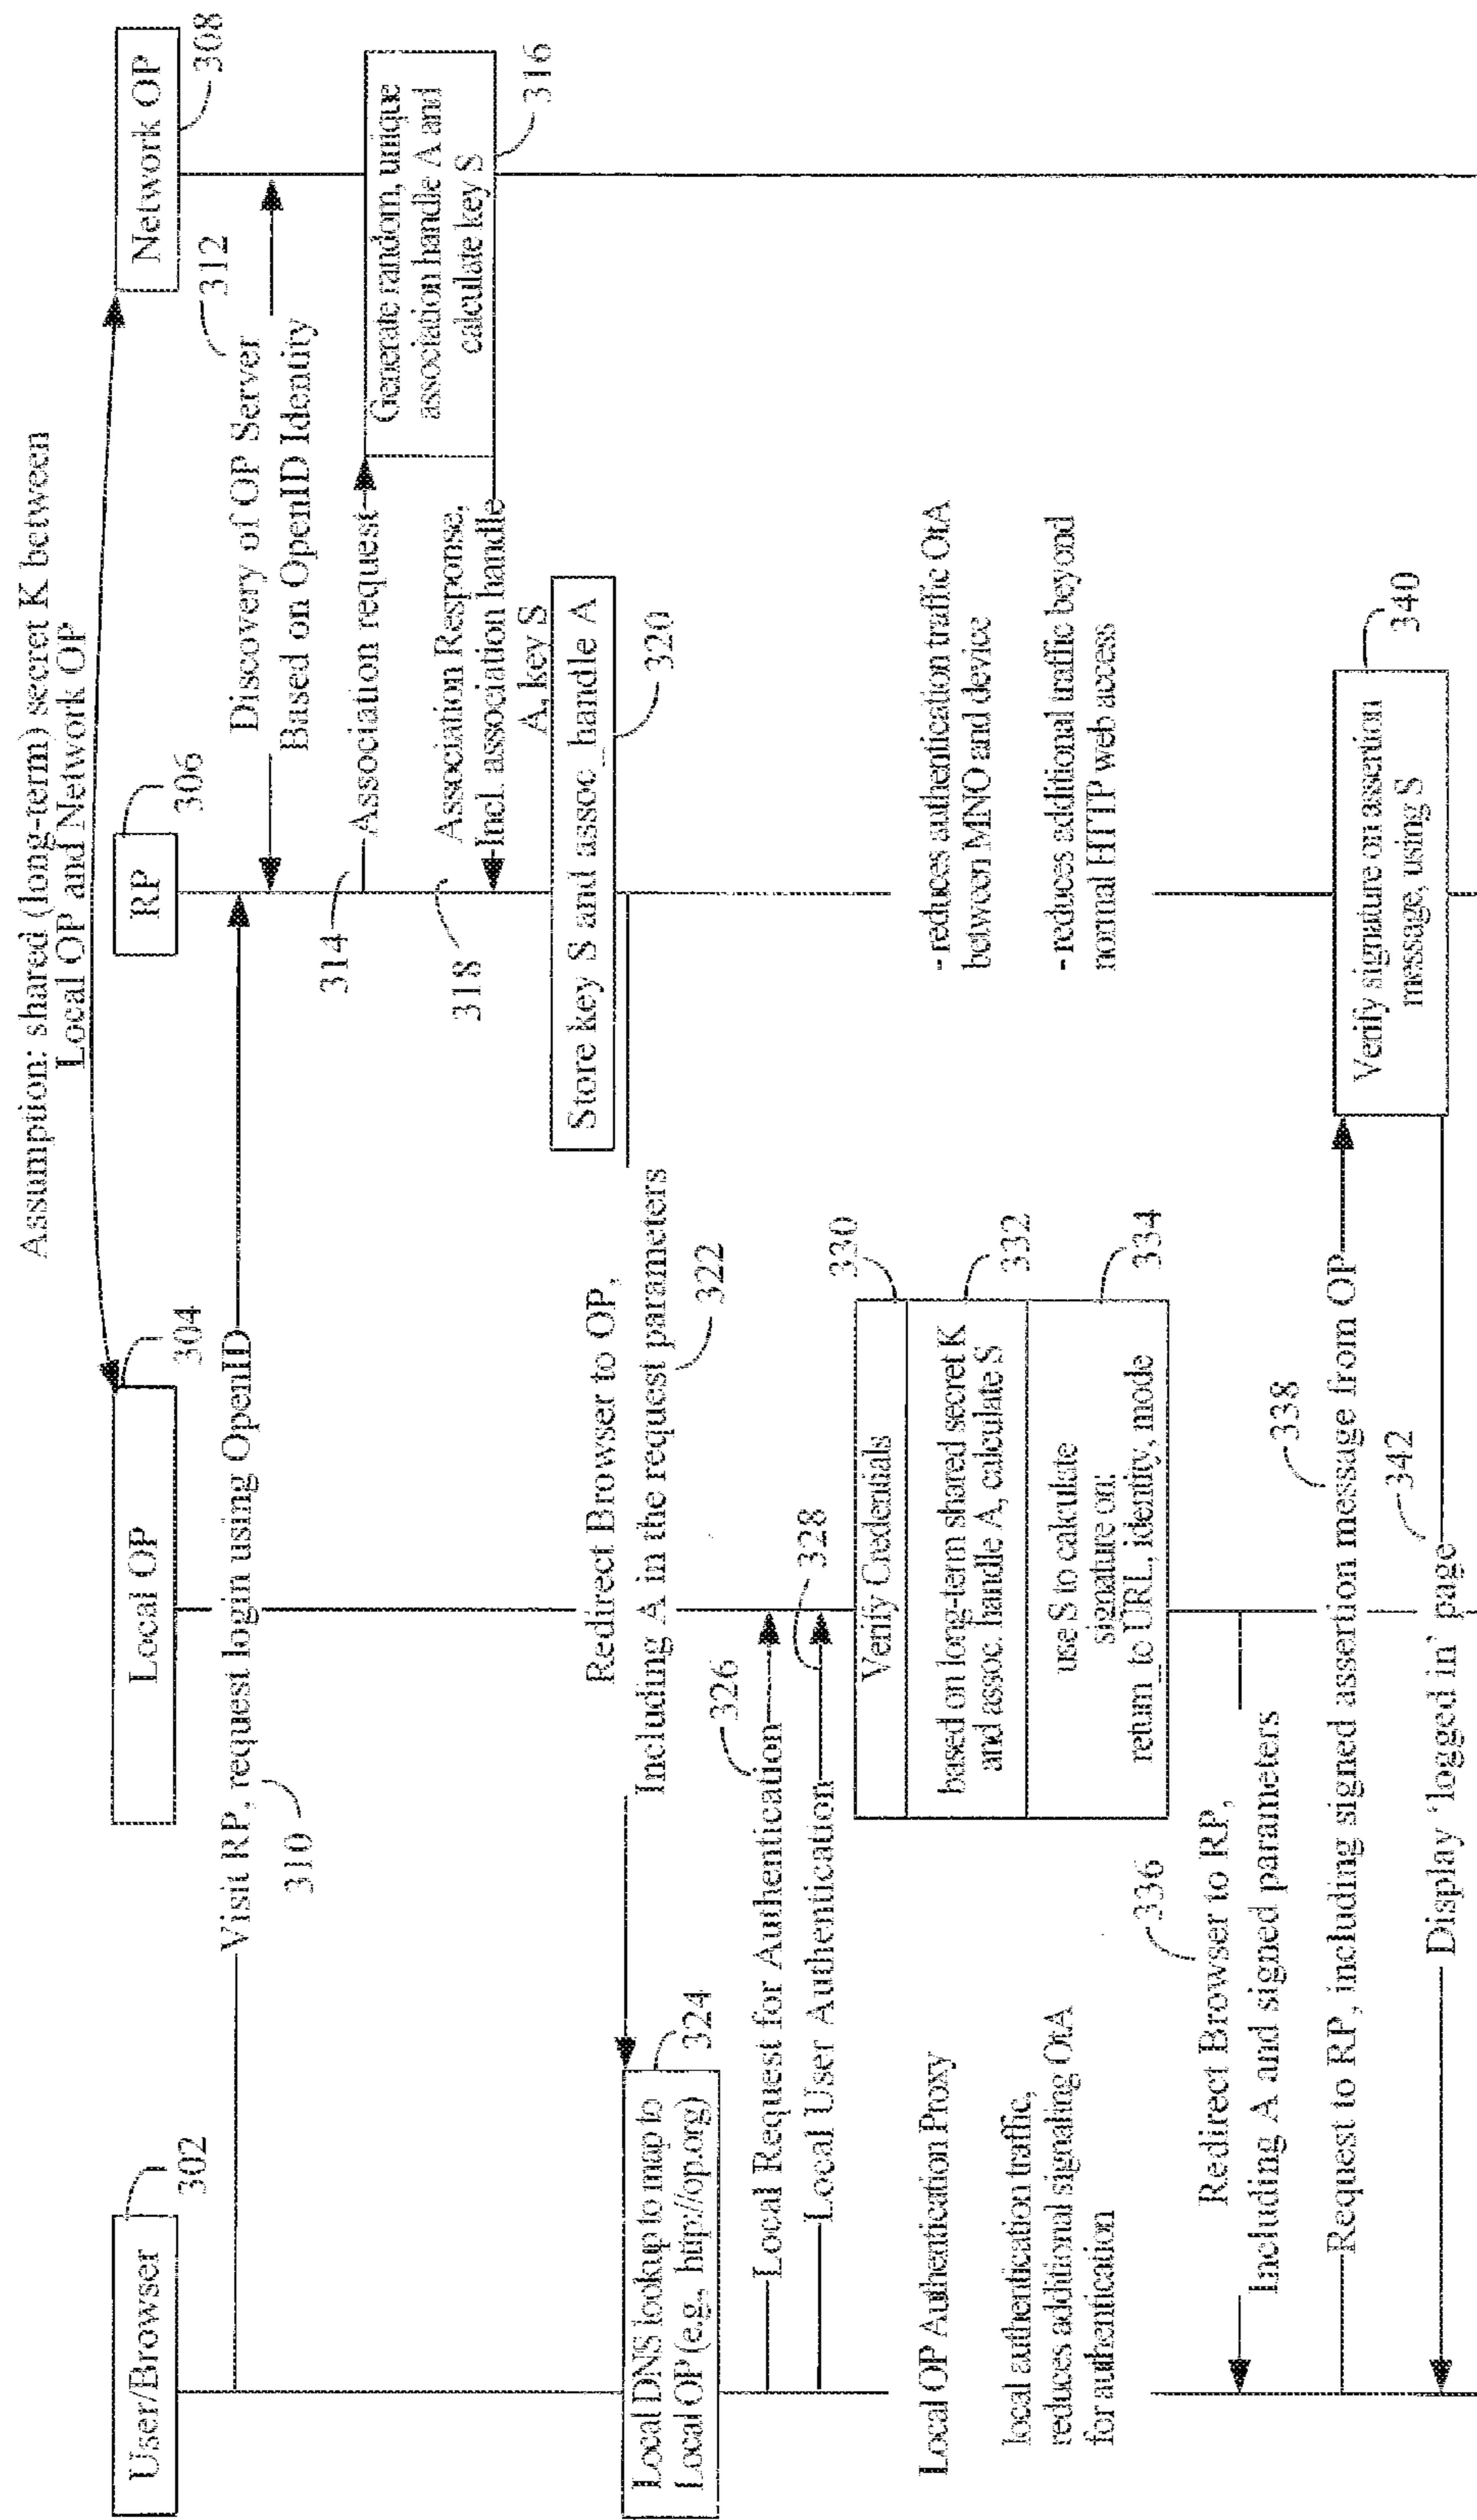 Assumption: shared (long-term) secret K between
Local OP and Network OP
User/Browser
302
Local OP
304
RP
306
Network OP
308
Visit RP, request login using OpenID
310
Discovery of OP Server
Based on OpenID Identity
312
314
Association request
Generate random, unique
association handle A and
calculate key S
316
318
Association Response,
Incl. association handle
A, key S
Store key S and assoc_handle A
320
Redirect Browser to OP,
Including A in the request parameters
322
Local DNS lookup to map to
Local OP (e.g., http://op.org)
324
Local Request for Authentication
326
Local User Authentication
328
Verify Credentials
330
based on long-term shared secret K
and assoc. handle A, calculate S
332
use S to calculate
signature on:
return_to URL, identity, mode
334
Local OP Authentication Proxy
local authentication traffic,
reduces additional signaling OtA
for authentication
- reduces authentication traffic OtA
between MNO and device
- reduces additional traffic beyond
normal HTTP web access
336
Redirect Browser to RP,
Including A and signed parameters
338
Request to RP, including signed assertion message from OP
Verify signature on assertion
message, using S
340
342
Display ‘logged in‘ page